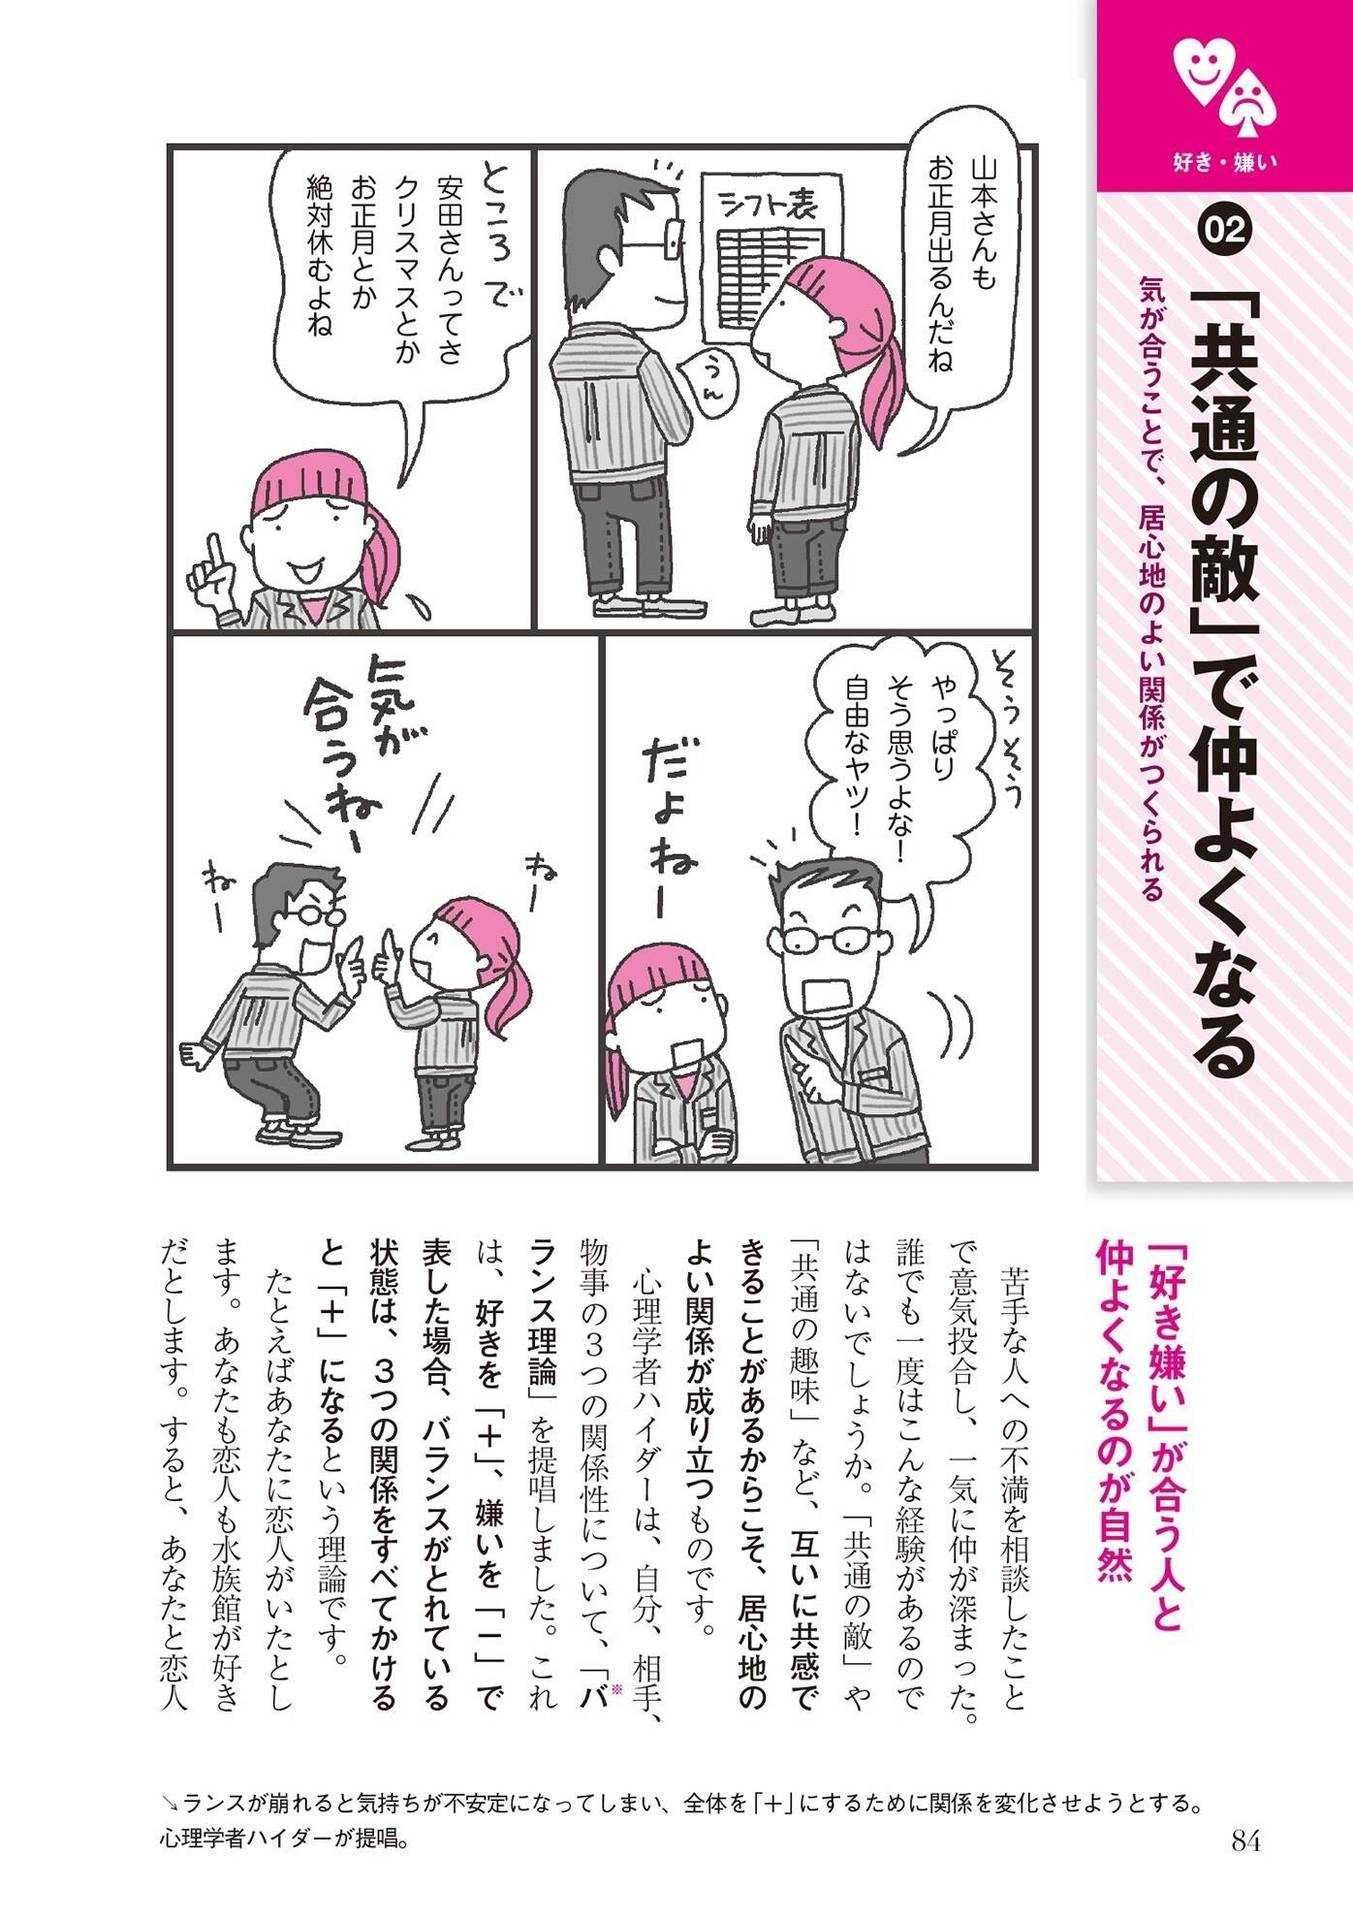 好き・嫌い
02
「共通の敵」で仲よくなる
気が合うことで、居心地のよい関係がつくられる
山本さんも
お正月出るんだね
シフト表
うん
ところで
安田さんってさ
クリスマスとか
お正月とか
絶対休むよね
そうそう
やっぱり
そう思うよな!
自由なヤツ!
だよねー
気が
合うねー
ねー
ねー
「好き嫌い」が合う人と
仲よくなるのが自然
苦手な人への不満を相談したこと
で意気投合し、一気に仲が深まった。
誰でも一度はこんな経験があるので
はないでしょうか。「共通の敵」や
「共通の趣味」など、互いに共感で
きることがあるからこそ、居心地の
よい関係が成り立つものです。
心理学者ハイダーは、自分、相手、
物事の3つの関係性について、「バ※
ランス理論」を提唱しました。これ
は、好きを「＋」、嫌いを「－」で
表した場合、バランスがとれている
状態は、3つの関係をすべてかける
と「＋」になるという理論です。
たとえばあなたに恋人がいたとし
ます。あなたも恋人も水族館が好き
だとします。すると、あなたと恋人
↘ランスが崩れると気持ちが不安定になってしまい、全体を「＋」にするために関係を変化させようとする。
心理学者ハイダーが提唱。
84